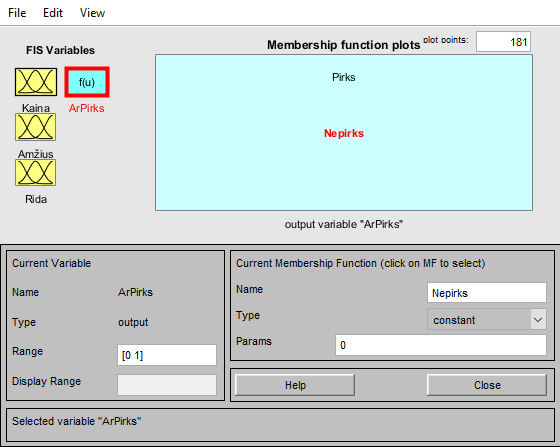 File Edit View
FIS Variables
Membership function plots plot points: 181
f(u)
Kaina ArPirks
Amžius
Rida
Pirks
Nepirks
output variable "ArPirks"
Current Variable
Name ArPirks
Type output
Range [0 1]
Display Range
Current Membership Function (click on MF to select)
Name Nepirks
Type constant
Params 0
Help Close
Selected variable "ArPirks"